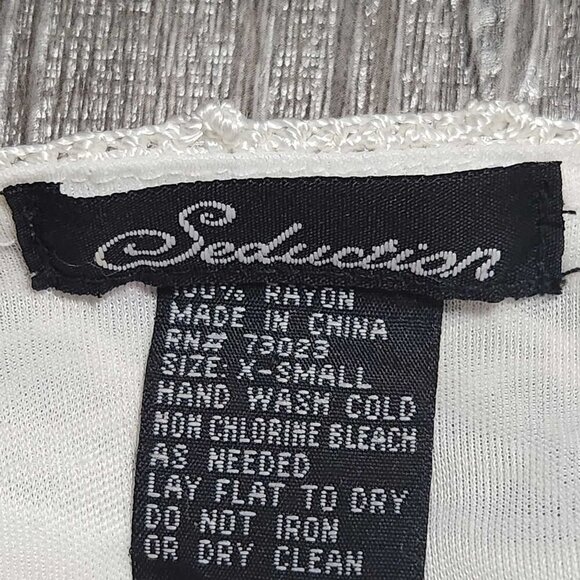 Seduction
100% RAYON
MADE IN CHINA
RN# 79023
SIZE: X-SMALL
HAND WASH COLD
NON CHLORINE BLEACH
AS NEEDED
LAY FLAT TO DRY
DO NOT IRON
OR DRY CLEAN